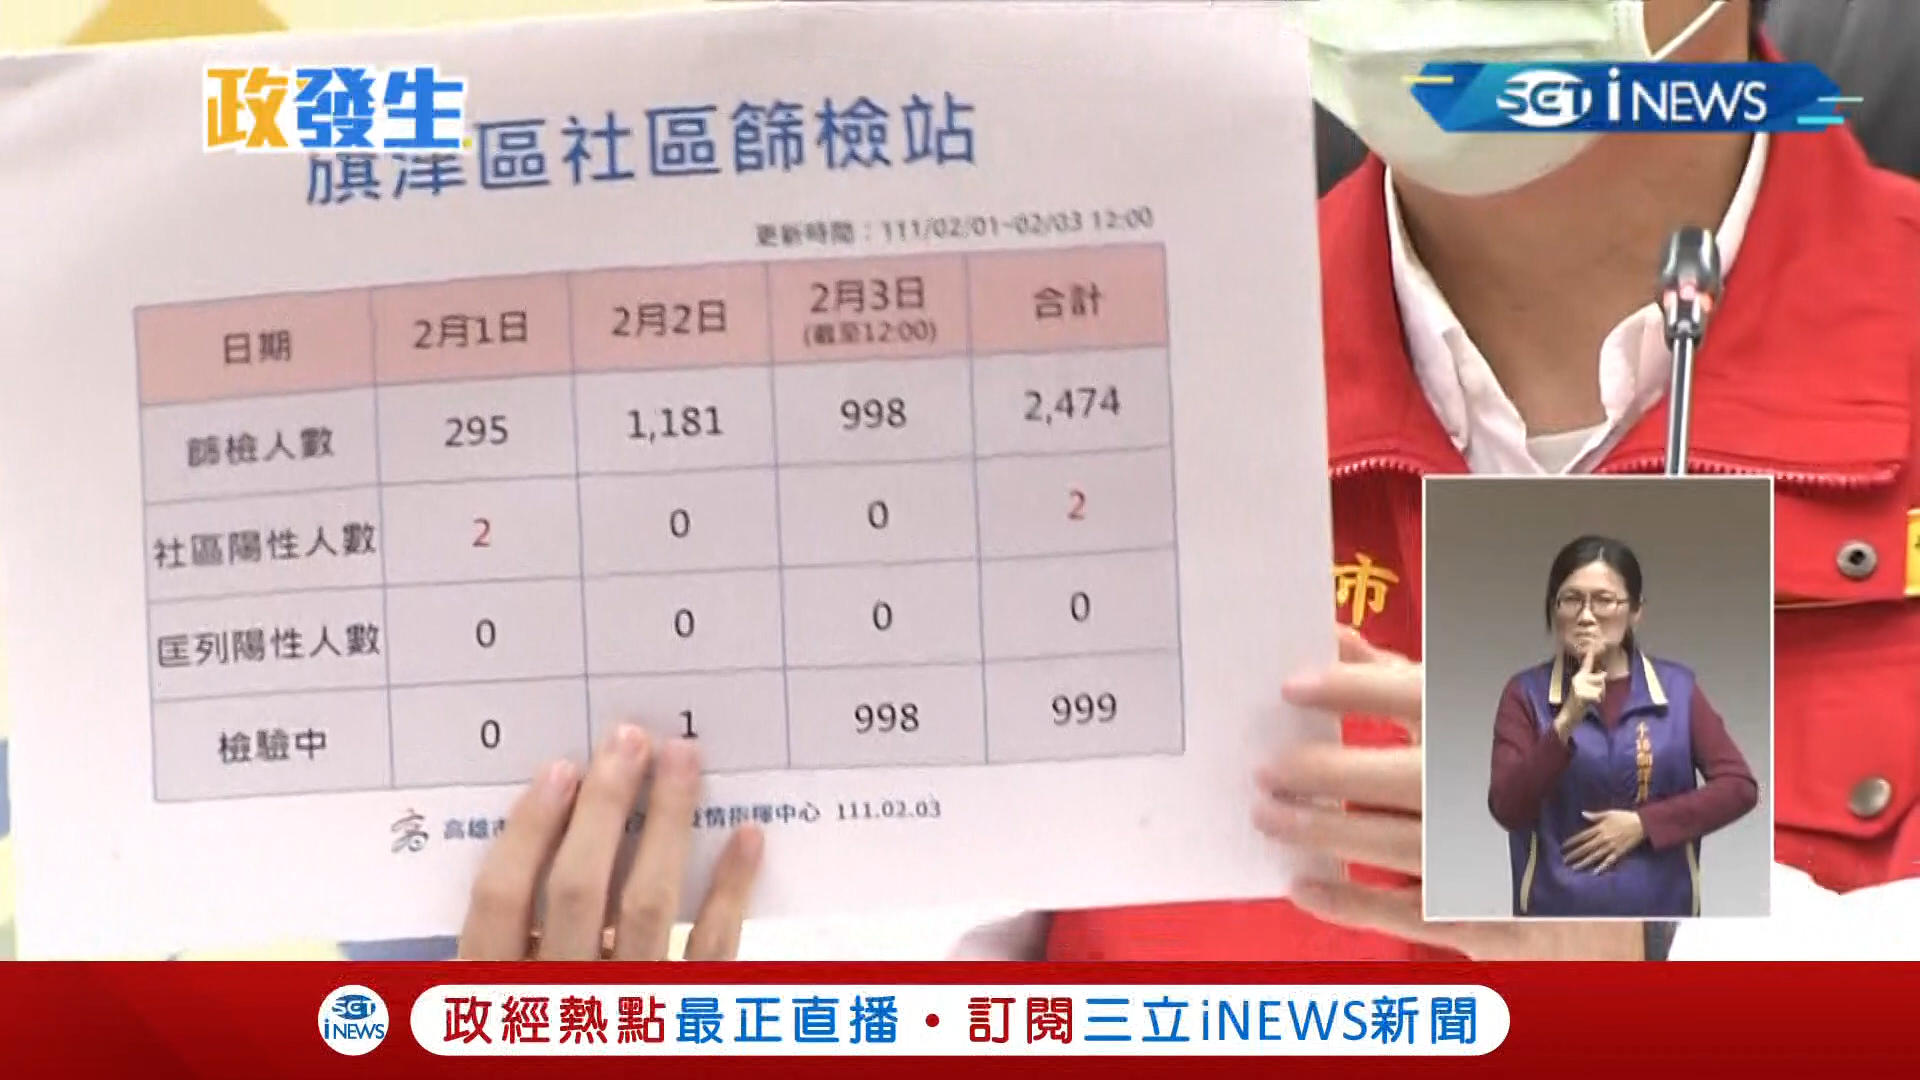 政發生
旗津區社區篩檢站
SET iNEWS
更新時間：111/02/01~02/03 12:00
日期 2月1日 2月2日 2月3日 合計
(截至12:00)
篩檢人數 295 1,181 998 2,474
社區陽性人數 2 0 0 2
匡列陽性人數 0 0 0 0
檢驗中 0 1 998 999
高雄市 疫情指揮中心 111.02.03
市
SET iNEWS
政經熱點最正直播・訂閱三立iNEWS新聞